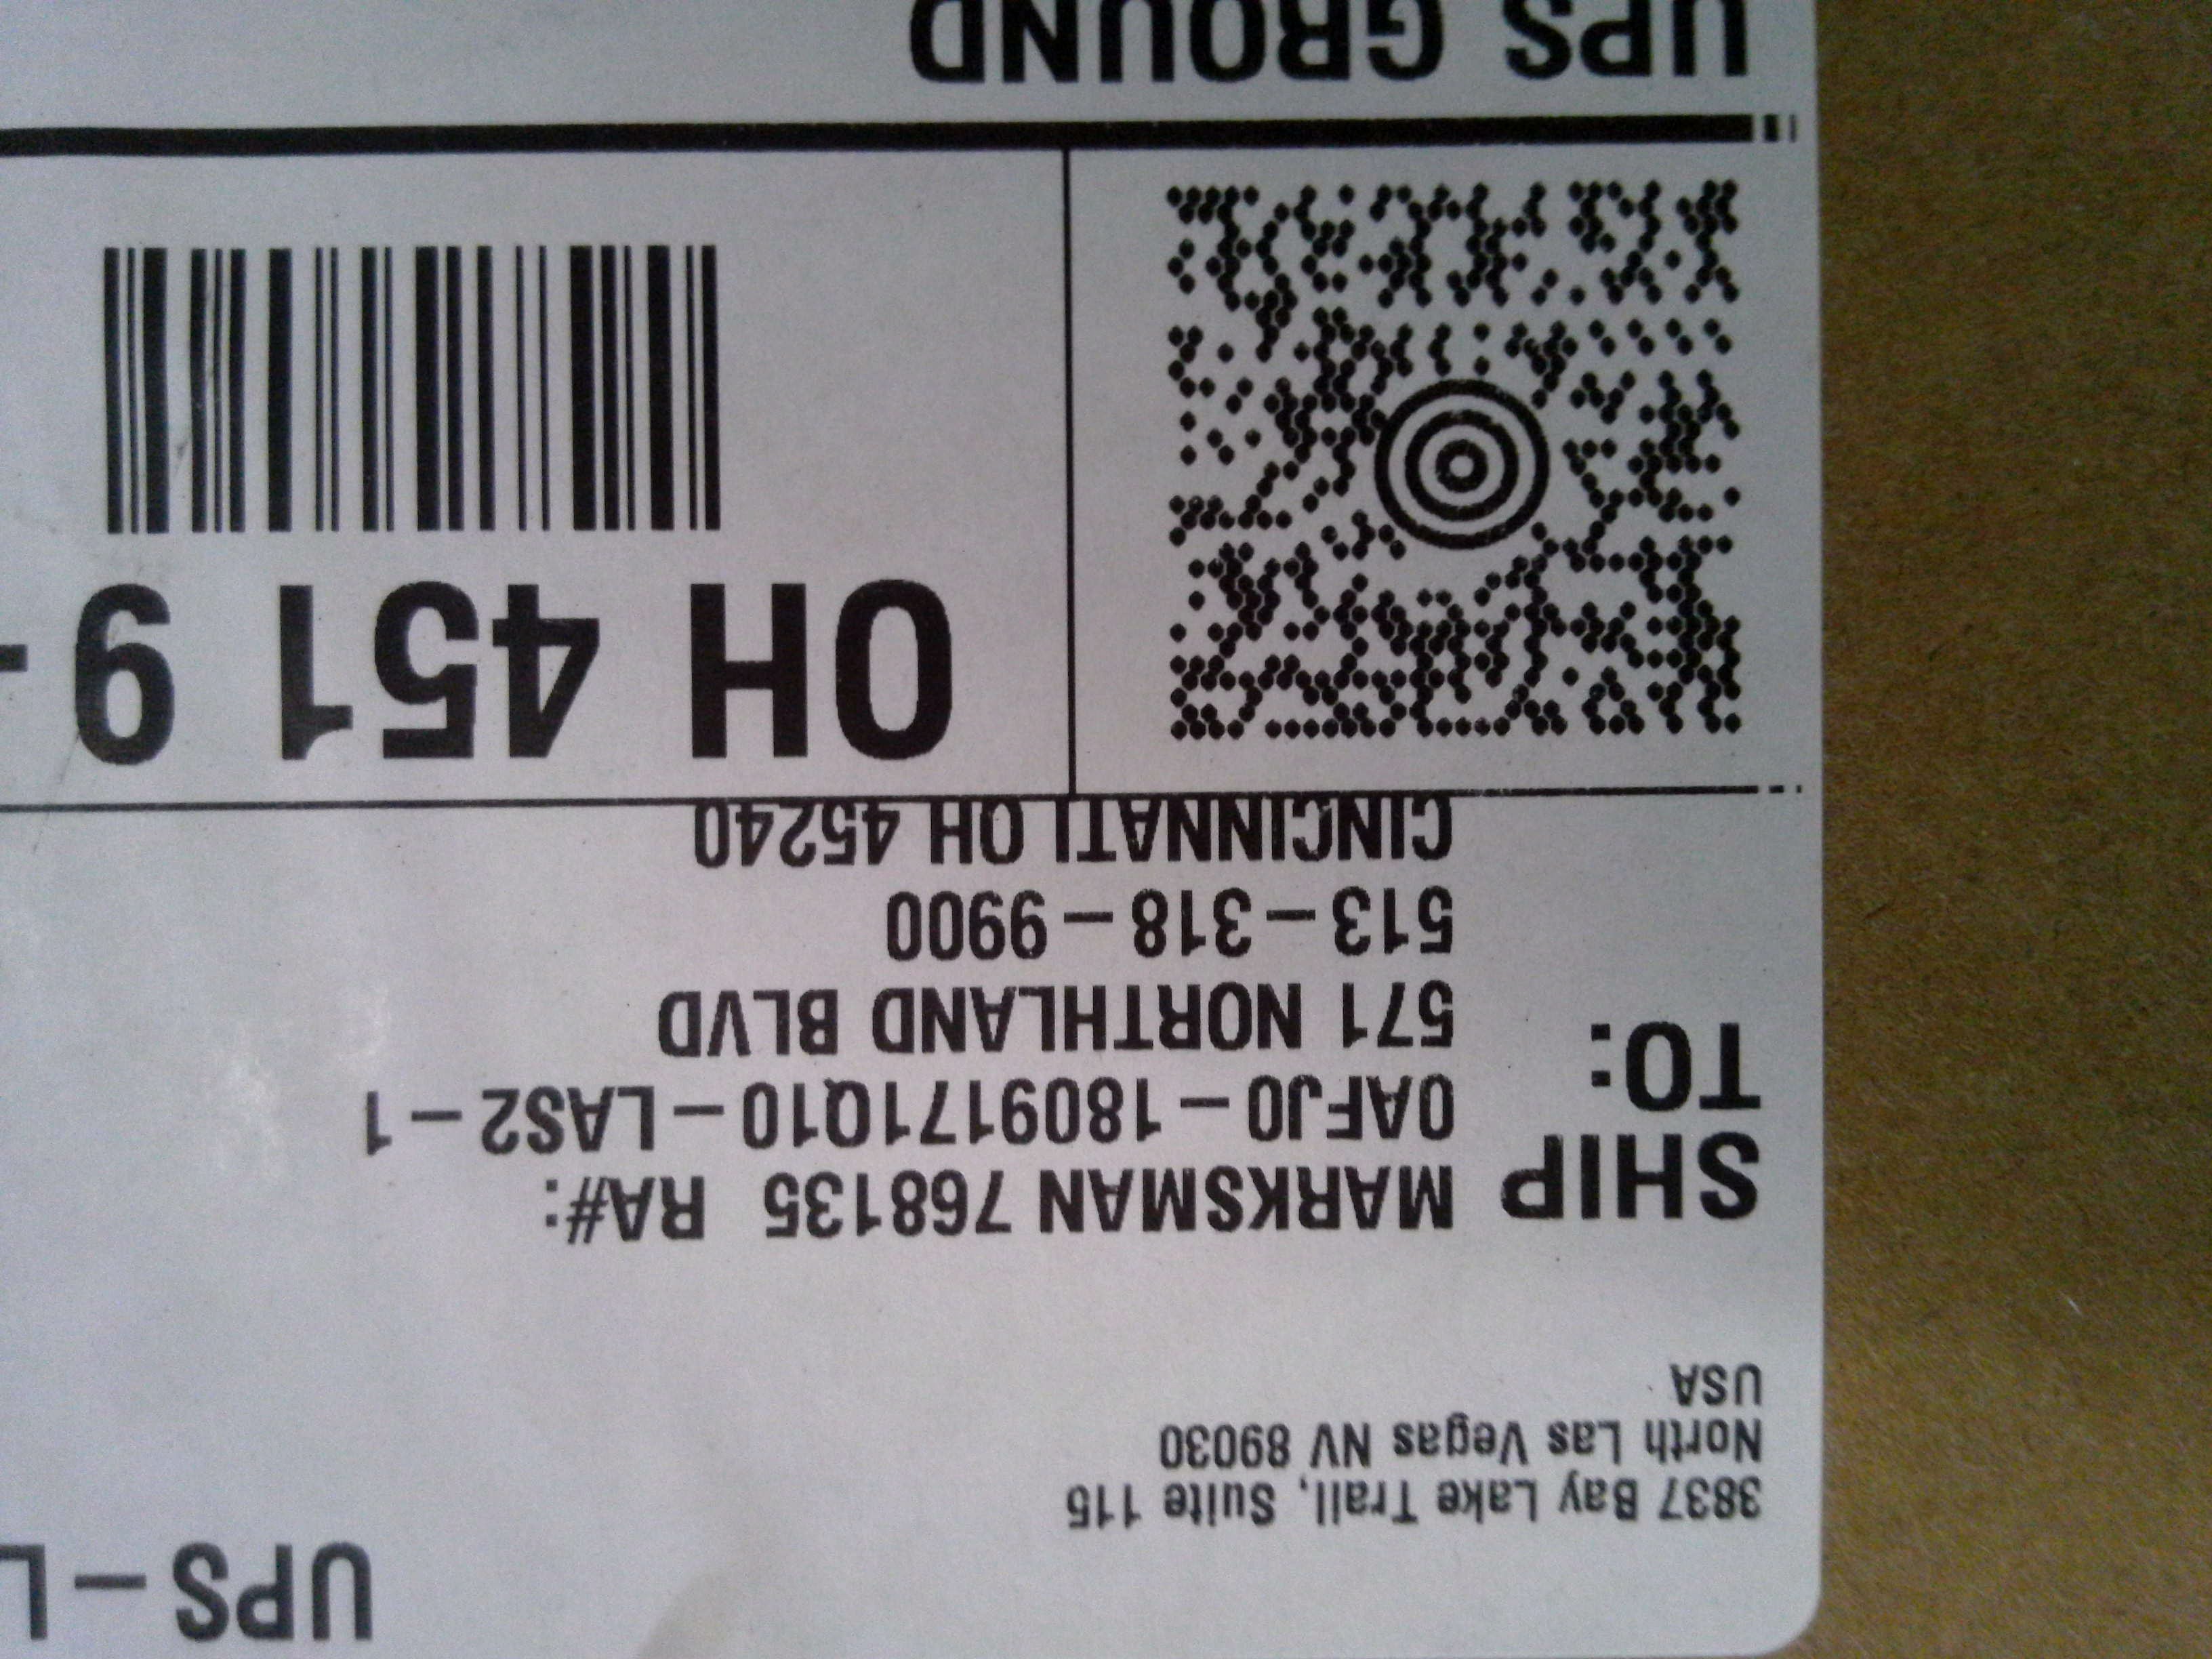 UPS-L
3837 Bay Lake Trail, Suite 115
North Las Vegas NV 89030
USA
SHIP
TO:
MARKSMAN 768135 RA#:
0AFJ0-1809171Q10-LAS2-1
571 NORTHLAND BLVD
513-318-9900
CINCINNATI OH 45240
OH 451 9-
UPS GROUND